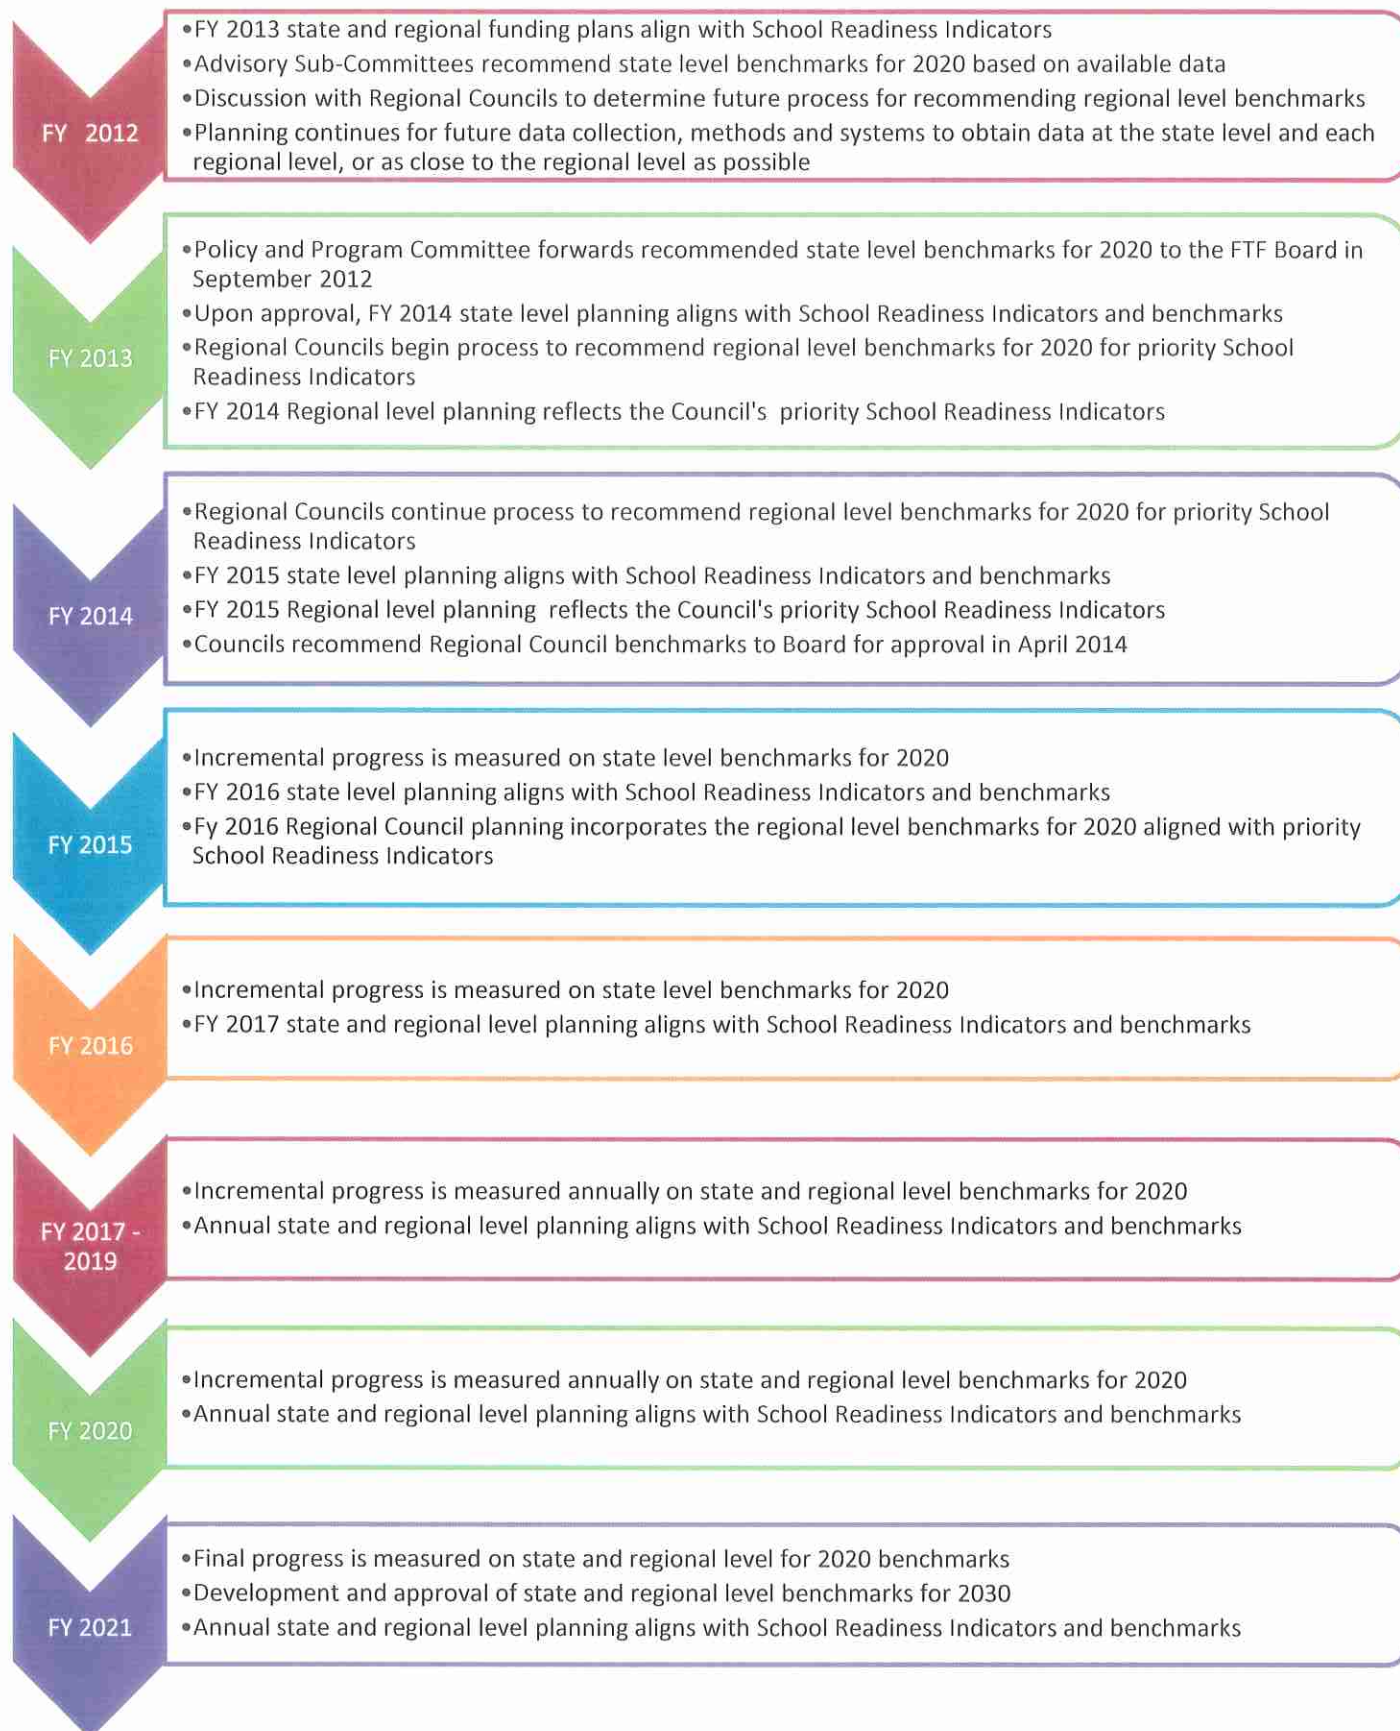 FY 2012
•FY 2013 state and regional funding plans align with School Readiness Indicators
•Advisory Sub-Committees recommend state level benchmarks for 2020 based on available data
•Discussion with Regional Councils to determine future process for recommending regional level benchmarks
•Planning continues for future data collection, methods and systems to obtain data at the state level and each
regional level, or as close to the regional level as possible
FY 2013
•Policy and Program Committee forwards recommended state level benchmarks for 2020 to the FTF Board in
September 2012
•Upon approval, FY 2014 state level planning aligns with School Readiness Indicators and benchmarks
•Regional Councils begin process to recommend regional level benchmarks for 2020 for priority School
Readiness Indicators
•FY 2014 Regional level planning reflects the Council's priority School Readiness Indicators
FY 2014
•Regional Councils continue process to recommend regional level benchmarks for 2020 for priority School
Readiness Indicators
•FY 2015 state level planning aligns with School Readiness Indicators and benchmarks
•FY 2015 Regional level planning reflects the Council's priority School Readiness Indicators
•Councils recommend Regional Council benchmarks to Board for approval in April 2014
FY 2015
•Incremental progress is measured on state level benchmarks for 2020
•FY 2016 state level planning aligns with School Readiness Indicators and benchmarks
•Fy 2016 Regional Council planning incorporates the regional level benchmarks for 2020 aligned with priority
School Readiness Indicators
FY 2016
•Incremental progress is measured on state level benchmarks for 2020
•FY 2017 state and regional level planning aligns with School Readiness Indicators and benchmarks
FY 2017 -
2019
•Incremental progress is measured annually on state and regional level benchmarks for 2020
•Annual state and regional level planning aligns with School Readiness Indicators and benchmarks
FY 2020
•Incremental progress is measured annually on state and regional level benchmarks for 2020
•Annual state and regional level planning aligns with School Readiness Indicators and benchmarks
FY 2021
•Final progress is measured on state and regional level for 2020 benchmarks
•Development and approval of state and regional level benchmarks for 2030
•Annual state and regional level planning aligns with School Readiness Indicators and benchmarks